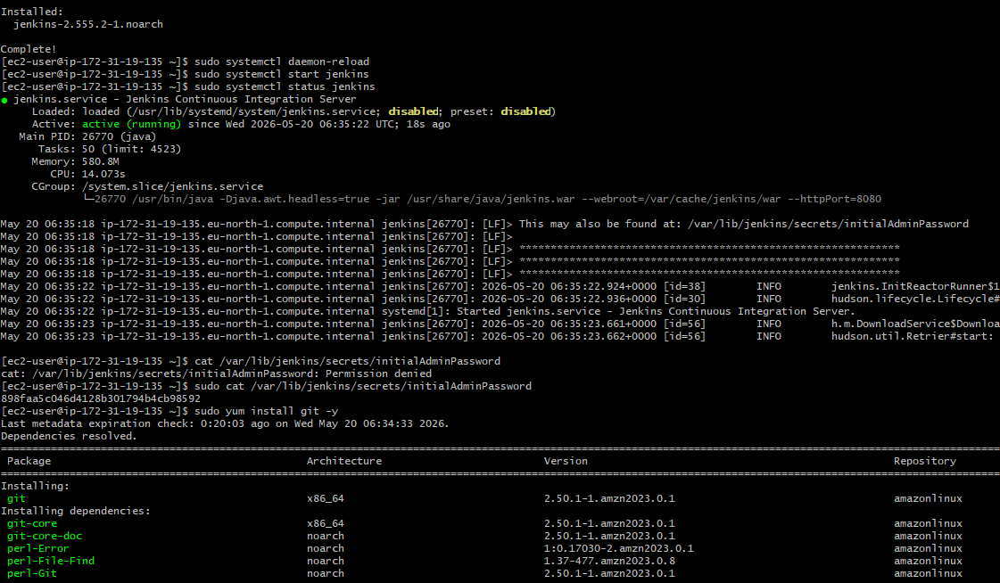 Installed:
  jenkins-2.555.2-1.noarch
Complete!
[ec2-user@ip-172-31-19-135 ~]$ sudo systemctl daemon-reload
[ec2-user@ip-172-31-19-135 ~]$ sudo systemctl start jenkins
[ec2-user@ip-172-31-19-135 ~]$ sudo systemctl status jenkins
● jenkins.service - Jenkins Continuous Integration Server
     Loaded: loaded (/usr/lib/systemd/system/jenkins.service; disabled; preset: disabled)
     Active: active (running) since Wed 2026-05-20 06:35:22 UTC; 18s ago
   Main PID: 26770 (java)
      Tasks: 50 (limit: 4523)
     Memory: 580.8M
        CPU: 14.073s
     CGroup: /system.slice/jenkins.service
             └─26770 /usr/bin/java -Djava.awt.headless=true -jar /usr/share/java/jenkins.war --webroot=/var/cache/jenkins/war --httpPort=8080
May 20 06:35:18 ip-172-31-19-135.eu-north-1.compute.internal jenkins[26770]: [LF]> This may also be found at: /var/lib/jenkins/secrets/initialAdminPassword
May 20 06:35:18 ip-172-31-19-135.eu-north-1.compute.internal jenkins[26770]: [LF]>
May 20 06:35:18 ip-172-31-19-135.eu-north-1.compute.internal jenkins[26770]: [LF]> *************************************************************
May 20 06:35:18 ip-172-31-19-135.eu-north-1.compute.internal jenkins[26770]: [LF]> *************************************************************
May 20 06:35:18 ip-172-31-19-135.eu-north-1.compute.internal jenkins[26770]: [LF]> *************************************************************
May 20 06:35:22 ip-172-31-19-135.eu-north-1.compute.internal jenkins[26770]: 2026-05-20 06:35:22.924+0000 [id=38]        INFO        jenkins.InitReactorRunner$1
May 20 06:35:22 ip-172-31-19-135.eu-north-1.compute.internal jenkins[26770]: 2026-05-20 06:35:22.936+0000 [id=30]        INFO        hudson.lifecycle.Lifecycle#
May 20 06:35:22 ip-172-31-19-135.eu-north-1.compute.internal systemd[1]: Started jenkins.service - Jenkins Continuous Integration Server.
May 20 06:35:23 ip-172-31-19-135.eu-north-1.compute.internal jenkins[26770]: 2026-05-20 06:35:23.661+0000 [id=56]        INFO        h.m.DownloadService$Downloa
May 20 06:35:23 ip-172-31-19-135.eu-north-1.compute.internal jenkins[26770]: 2026-05-20 06:35:23.662+0000 [id=56]        INFO        hudson.util.Retrier#start:
[ec2-user@ip-172-31-19-135 ~]$ cat /var/lib/jenkins/secrets/initialAdminPassword
cat: /var/lib/jenkins/secrets/initialAdminPassword: Permission denied
[ec2-user@ip-172-31-19-135 ~]$ sudo cat /var/lib/jenkins/secrets/initialAdminPassword
898faa5c046d4128b301794b4cb98592
[ec2-user@ip-172-31-19-135 ~]$ sudo yum install git -y
Last metadata expiration check: 0:20:03 ago on Wed May 20 06:34:33 2026.
Dependencies resolved.
================================================================================
 Package                Architecture                Version                Repository
================================================================================
Installing:
 git                x86_64                2.50.1-1.amzn2023.0.1                amazonlinux
Installing dependencies:
 git-core                x86_64                2.50.1-1.amzn2023.0.1                amazonlinux
 git-core-doc                noarch                2.50.1-1.amzn2023.0.1                amazonlinux
 perl-Error                noarch                1:0.17030-2.amzn2023.0.1                amazonlinux
 perl-File-Find                noarch                1.37-477.amzn2023.0.8                amazonlinux
 perl-Git                noarch                2.50.1-1.amzn2023.0.1                amazonlinux